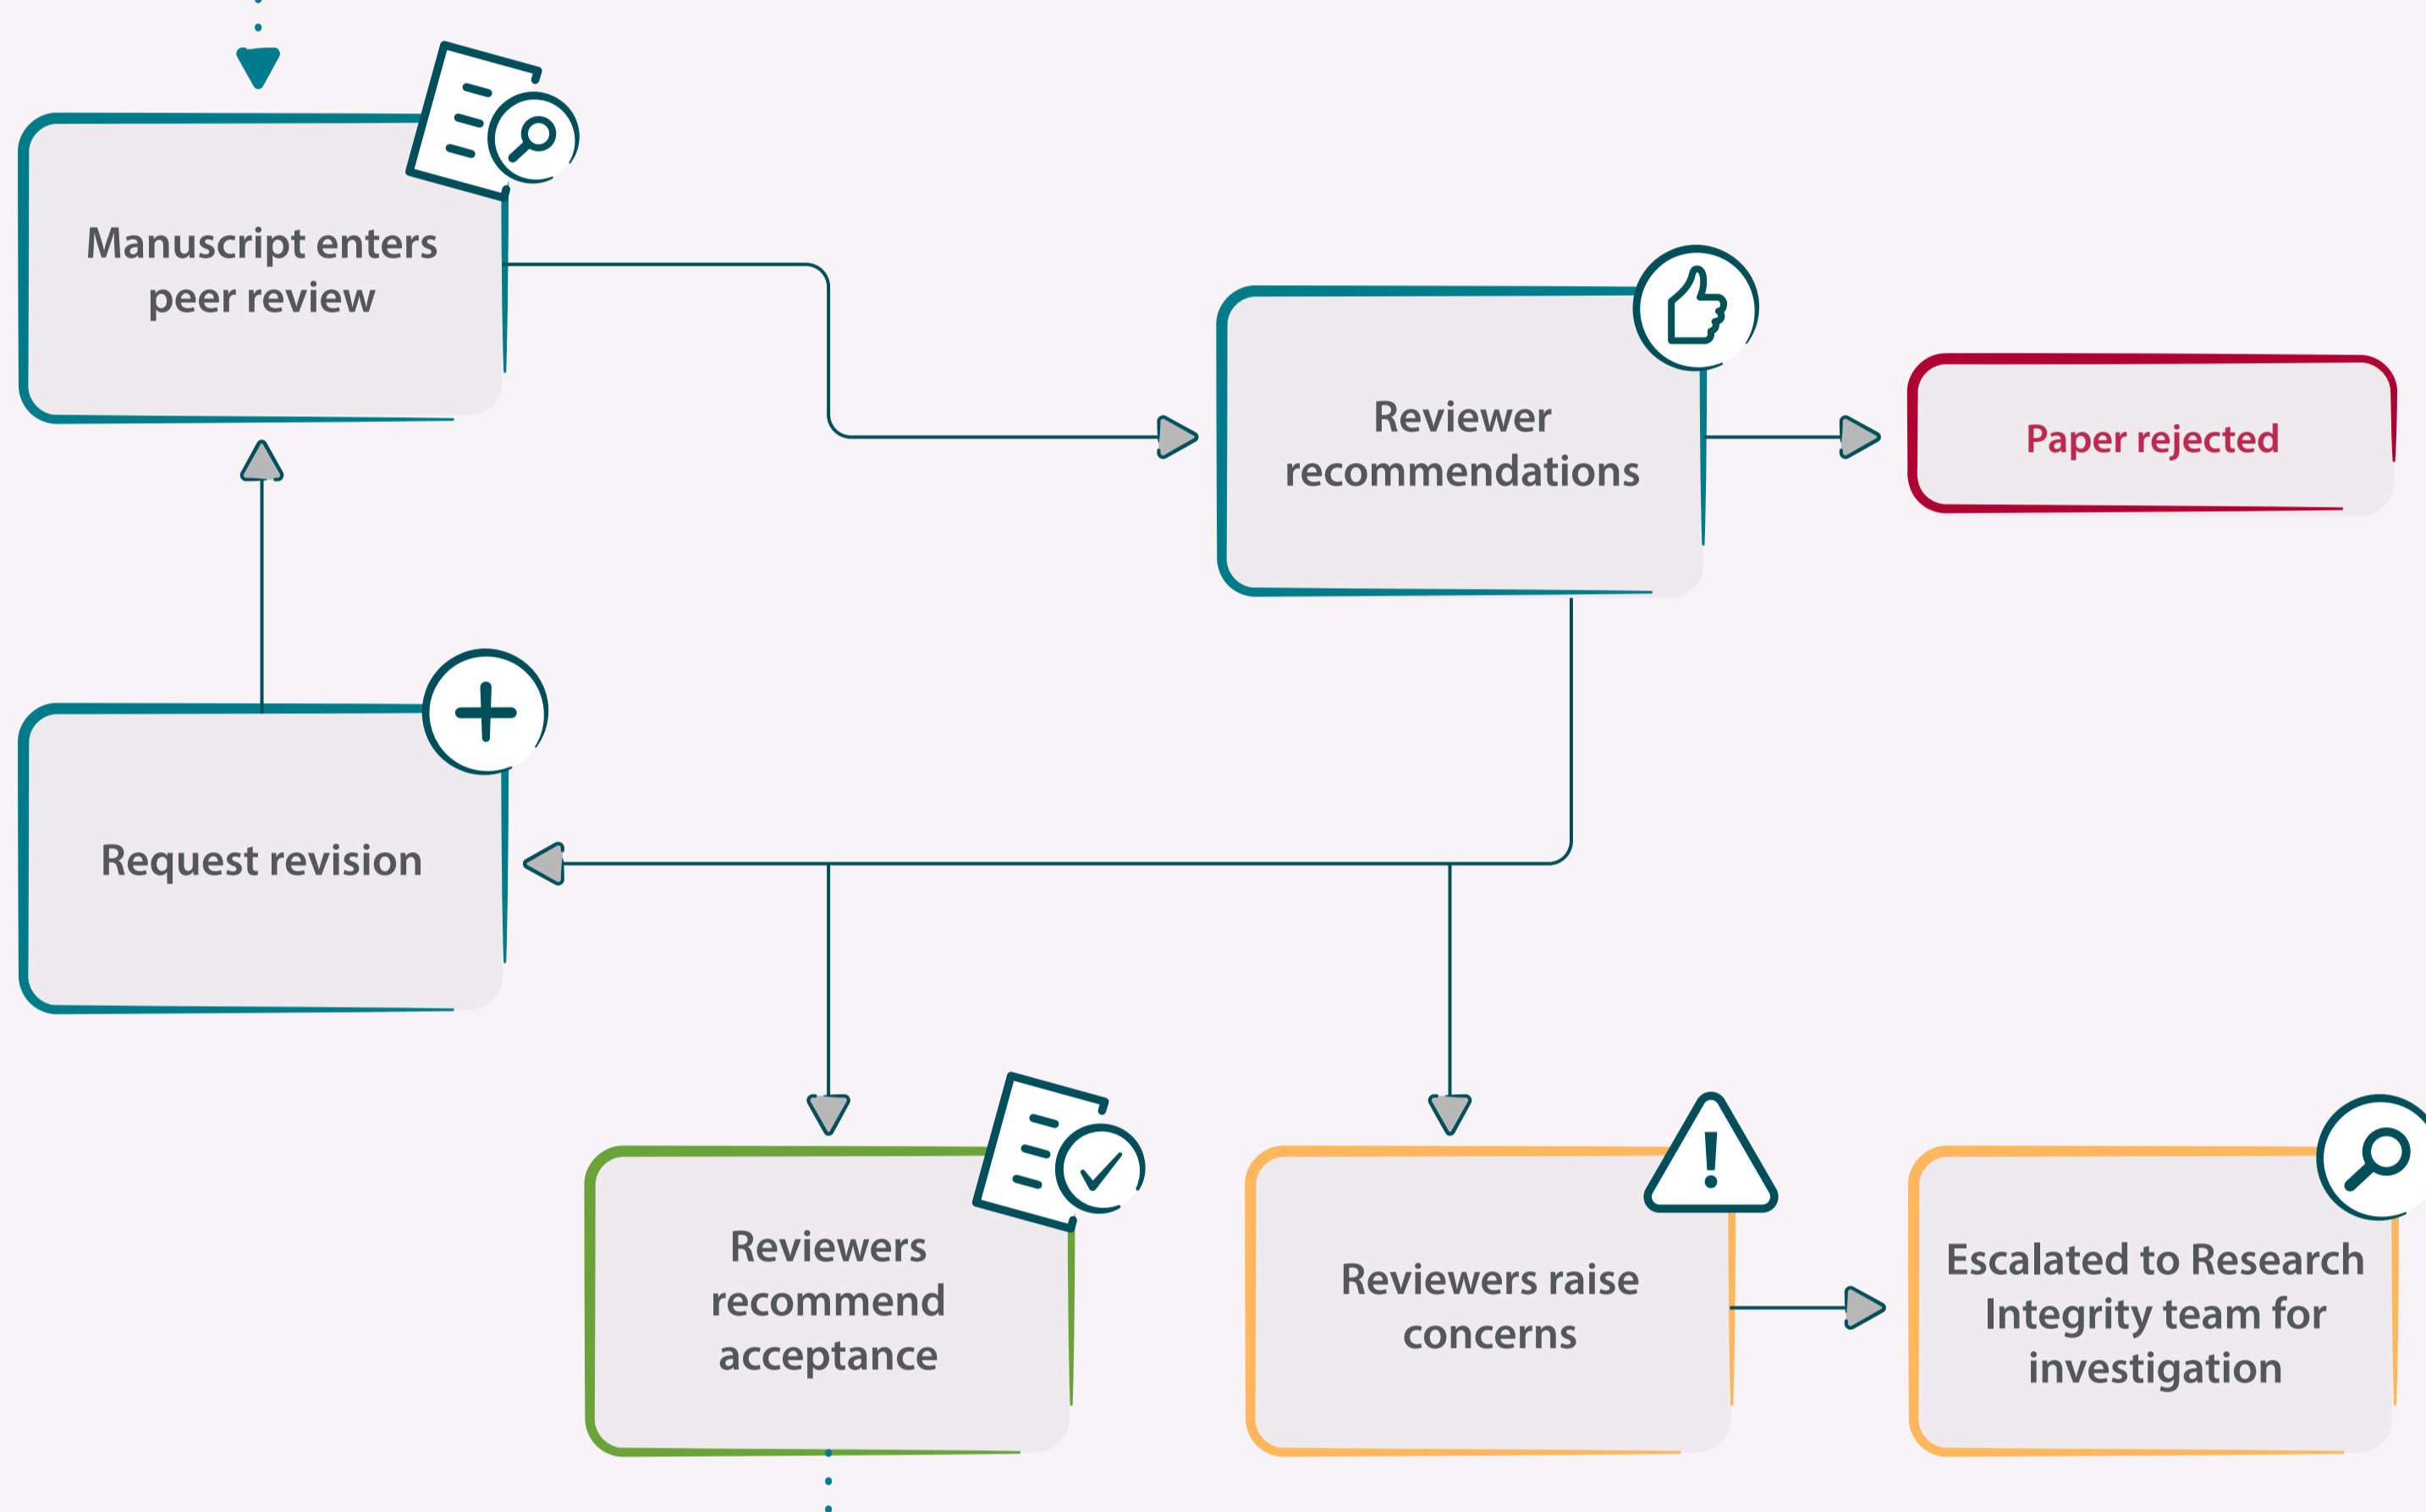 Manuscript enters
peer review
Reviewer
recommendations
Paper rejected
Request revision
Reviewers
recommend
acceptance
Reviewers raise
concerns
Escalated to Research
Integrity team for
investigation